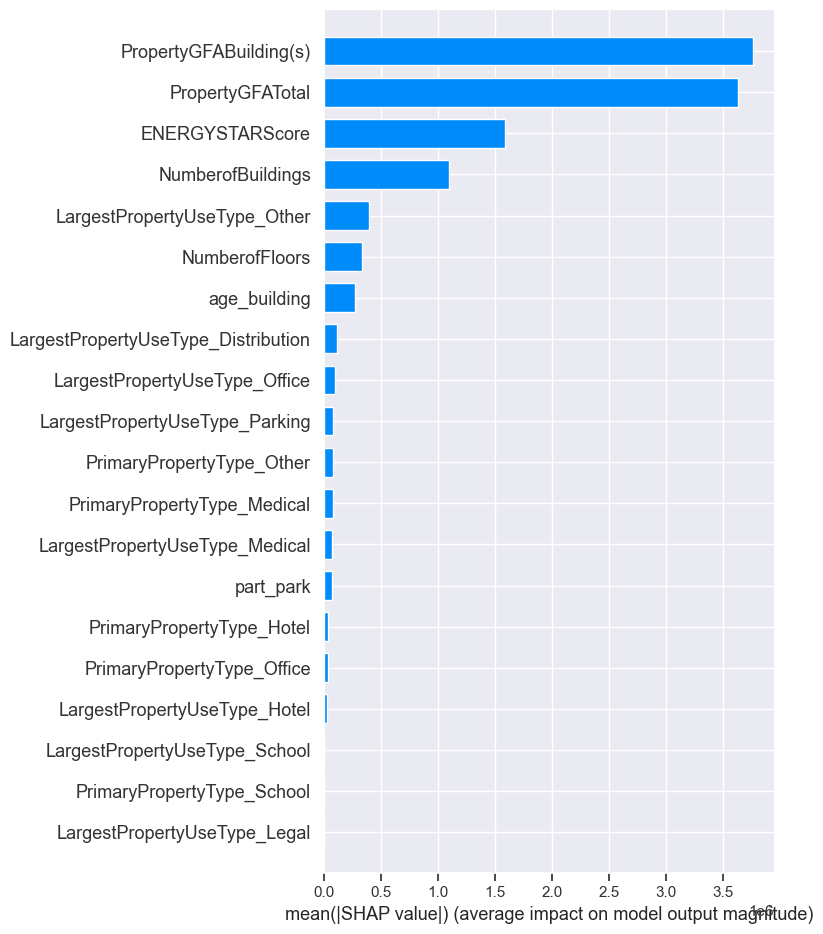 PropertyGFABuilding(s)
PropertyGFATotal
ENERGYSTARScore
NumberofBuildings
LargestPropertyUseType_Other
NumberofFloors
age_building
LargestPropertyUseType_Distribution
LargestPropertyUseType_Office
LargestPropertyUseType_Parking
PrimaryPropertyType_Other
PrimaryPropertyType_Medical
LargestPropertyUseType_Medical
part_park
PrimaryPropertyType_Hotel
PrimaryPropertyType_Office
LargestPropertyUseType_Hotel
LargestPropertyUseType_School
PrimaryPropertyType_School
LargestPropertyUseType_Legal
0.0 0.5 1.0 1.5 2.0 2.5 3.0 3.5
1e6
mean(|SHAP value|) (average impact on model output magnitude)